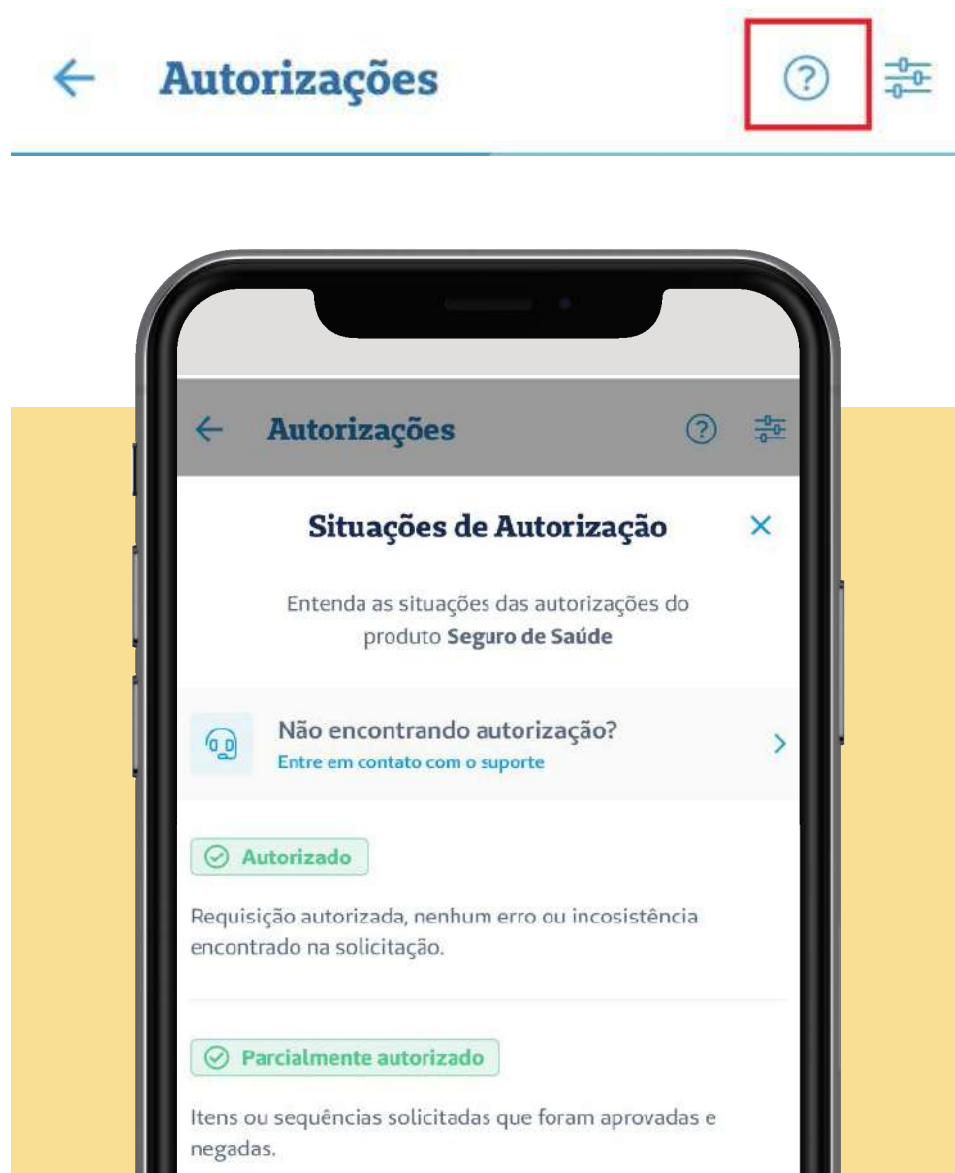 Autorizações
?
Autorizações
?
Situações de Autorização
Entenda as situações das autorizações do
produto Seguro de Saúde
Não encontrando autorização?
Entre em contato com o suporte
Autorizado
Requisição autorizada, nenhum erro ou incosistência
encontrado na solicitação.
Parcialmente autorizado
Itens ou sequências solicitadas que foram aprovadas e
negadas.